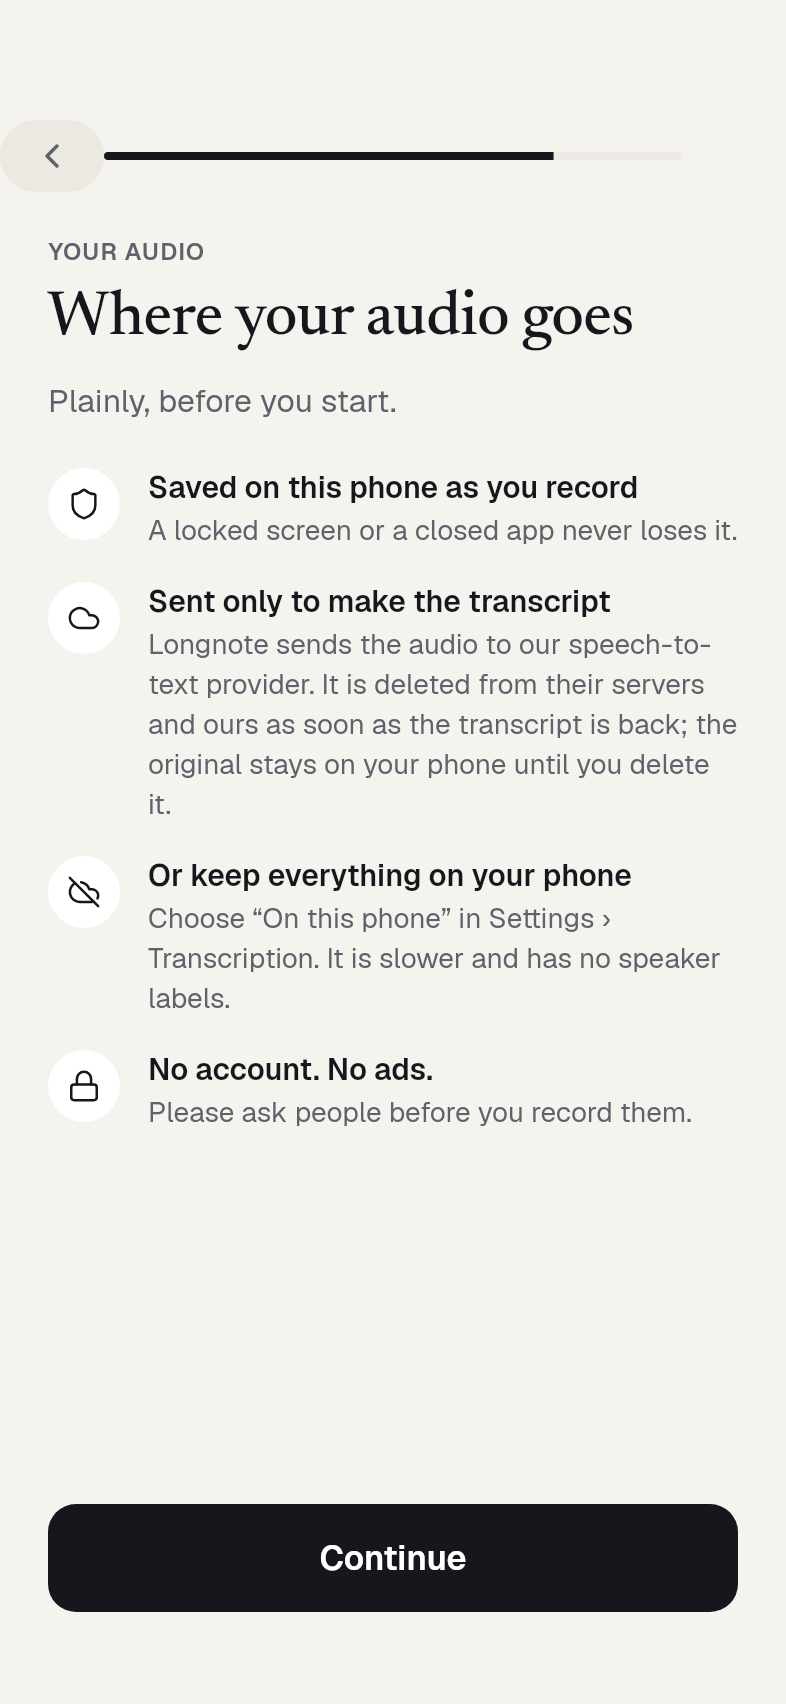 YOUR AUDIO
Where your audio goes
Plainly, before you start.
Saved on this phone as you record
A locked screen or a closed app never loses it.
Sent only to make the transcript
Longnote sends the audio to our speech-to-
text provider. It is deleted from their servers
and ours as soon as the transcript is back; the
original stays on your phone until you delete
it.
Or keep everything on your phone
Choose “On this phone” in Settings ›
Transcription. It is slower and has no speaker
labels.
No account. No ads.
Please ask people before you record them.
Continue